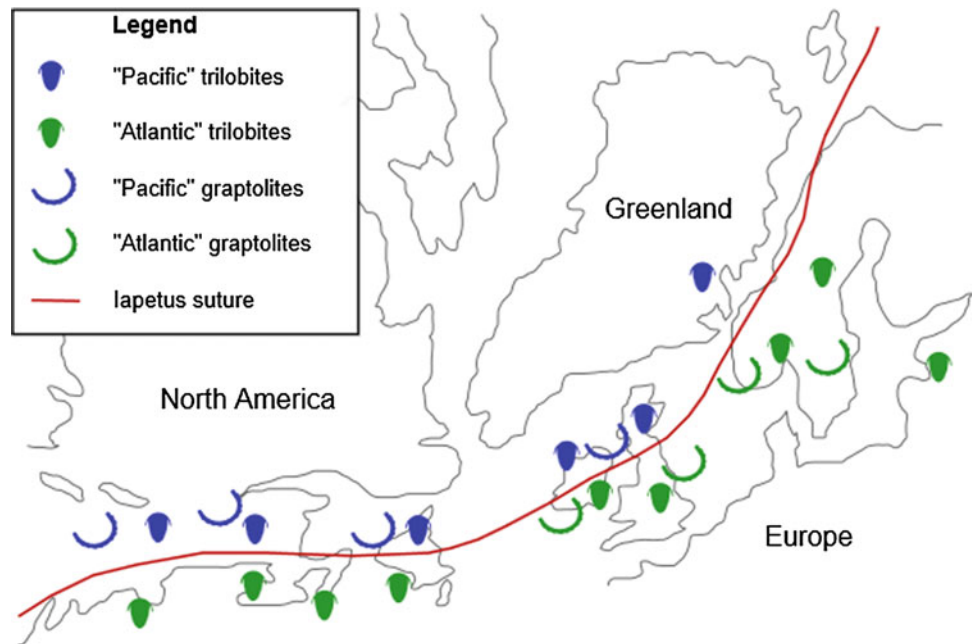 Legend
"Pacific" trilobites
"Atlantic" trilobites
"Pacific" graptolites
"Atlantic" graptolites
Iapetus suture
Greenland
North America
Europe